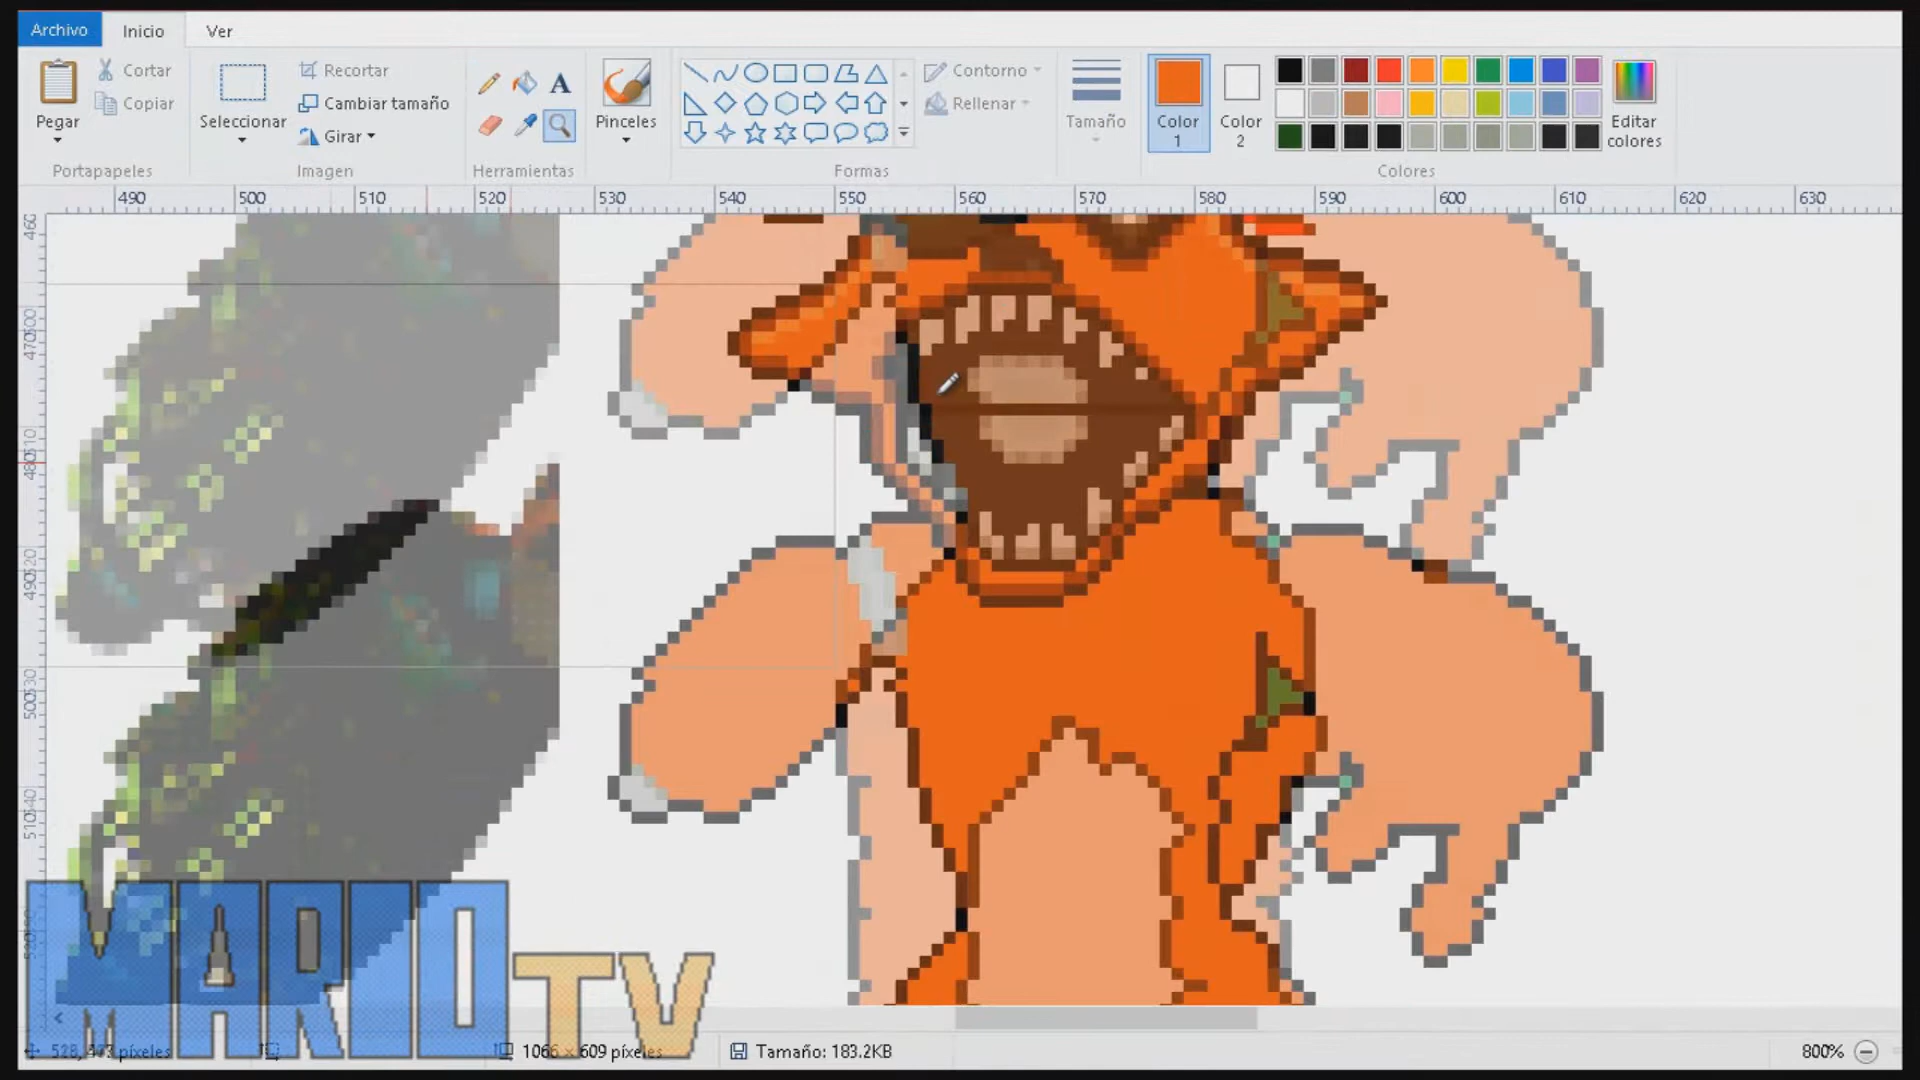 Archivo Inicio Ver
Pegar
Cortar
Copiar
Portapapeles
Seleccionar
Recortar
Cambiar tamaño
Girar
Imagen
A
Herramientas
Pinceles
Formas
Contorno
Rellenar
Tamaño
Color
1
Color
2
Editar
colores
Colores
490 500 510 520 530 540 550 560 570 580 590 600 610 620 630
460
MARIO
TV
1066 × 609 píxeles
Tamaño: 183.2KB
800%